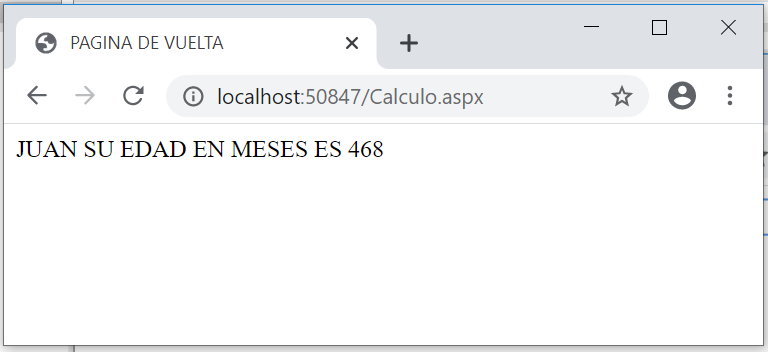 PAGINA DE VUELTA
localhost:50847/Calculo.aspx
JUAN SU EDAD EN MESES ES 468